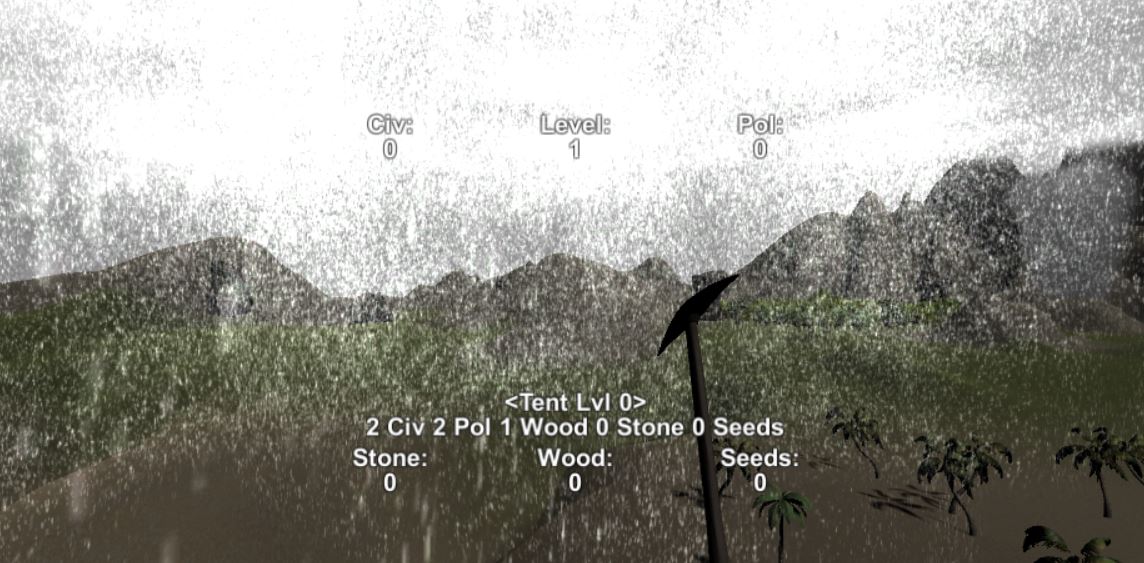 Civ: Level: Pol:
0 1 0
<Tent Lvl 0>
2 Civ 2 Pol 1 Wood 0 Stone 0 Seeds
Stone: Wood: Seeds:
0 0 0